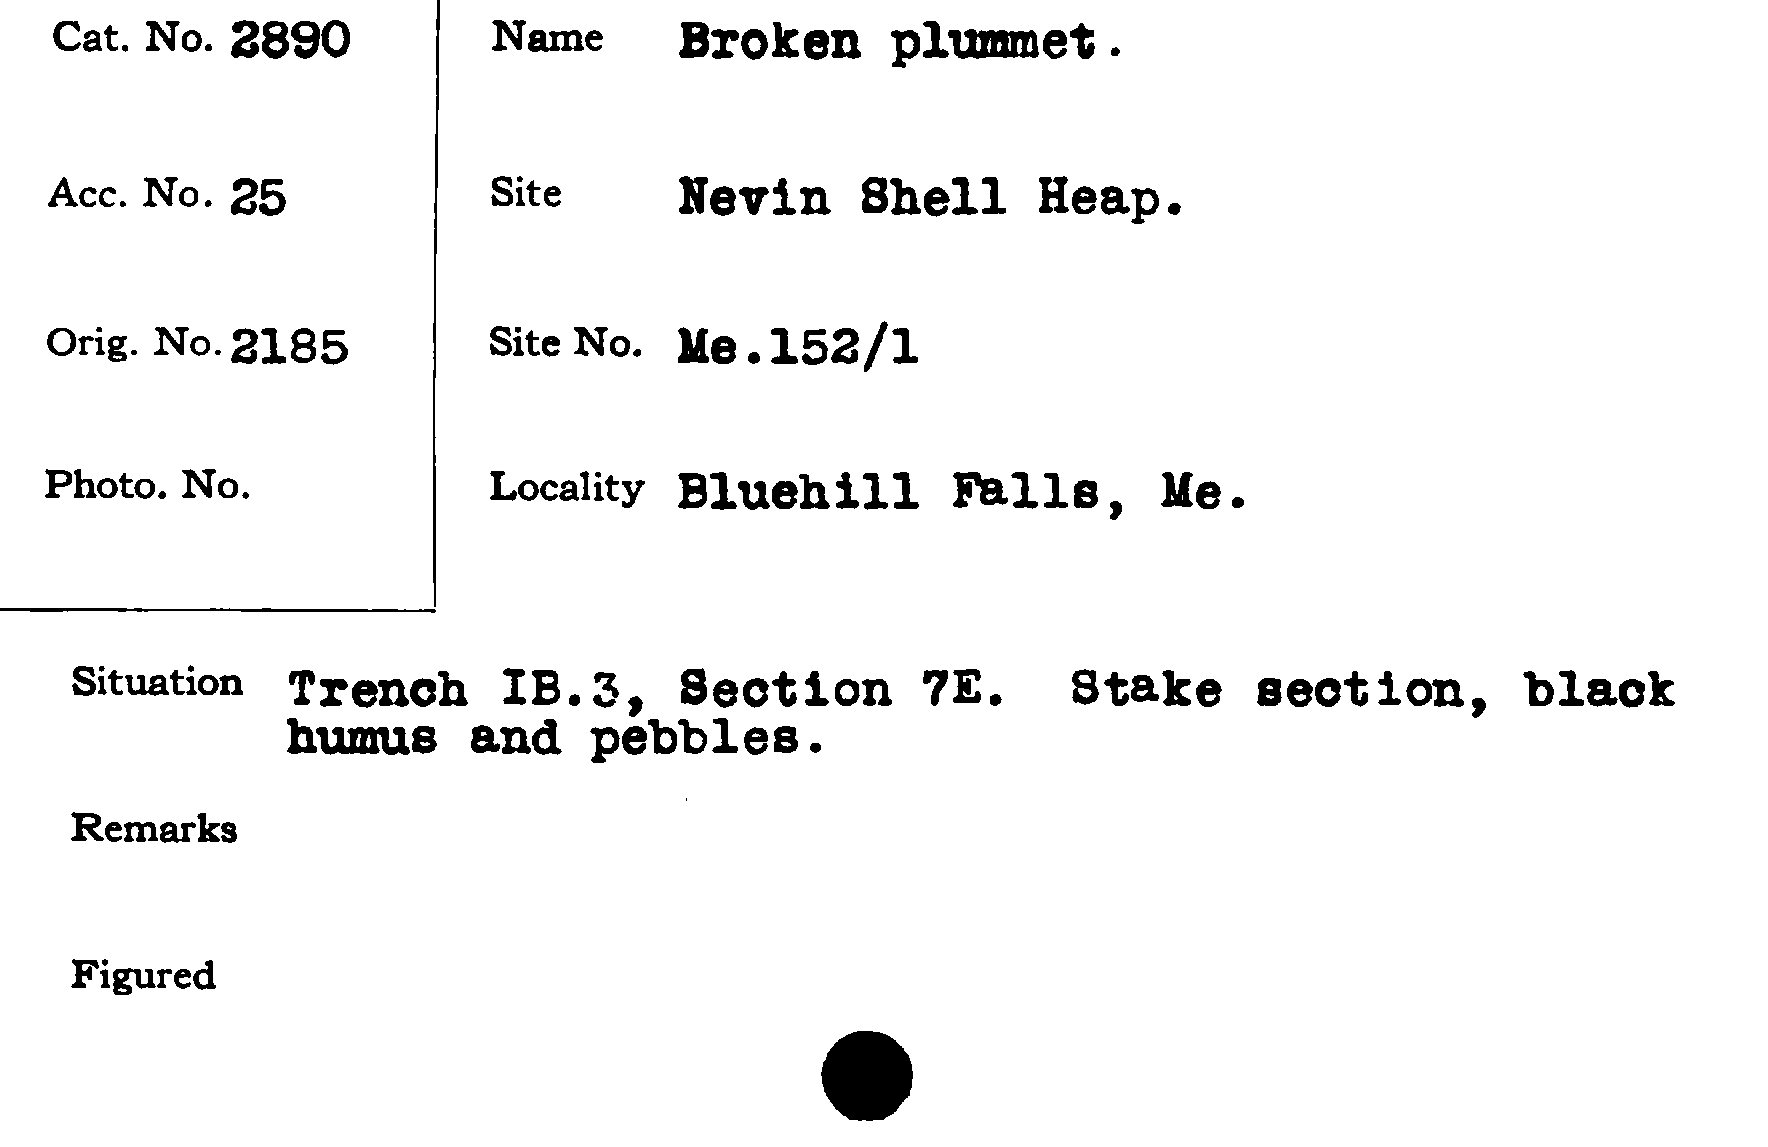 Cat. No. 2890
Name Broken plummet.
Acc. No. 25
Site Nevin Shell Heap.
Orig. No. 2185
Site No. Me.152/1
Photo. No.
Locality Bluehill Falls, Me.
Situation Trench IB.3, Section 7E. Stake section, black
humus and pebbles.
Remarks
Figured